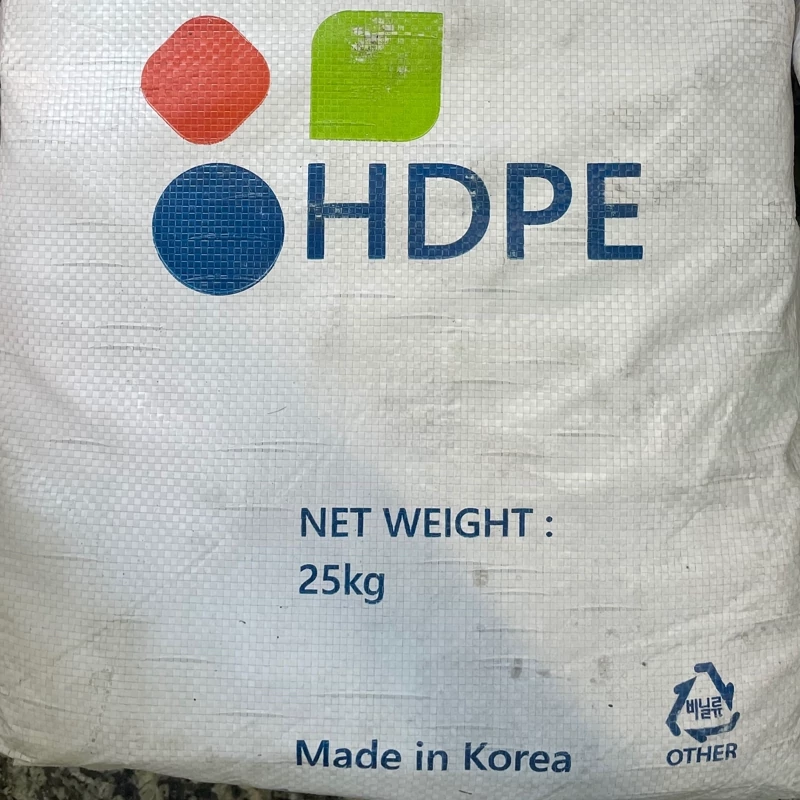 HDPE
NET WEIGHT :
25kg
Made in Korea
비닐류
OTHER